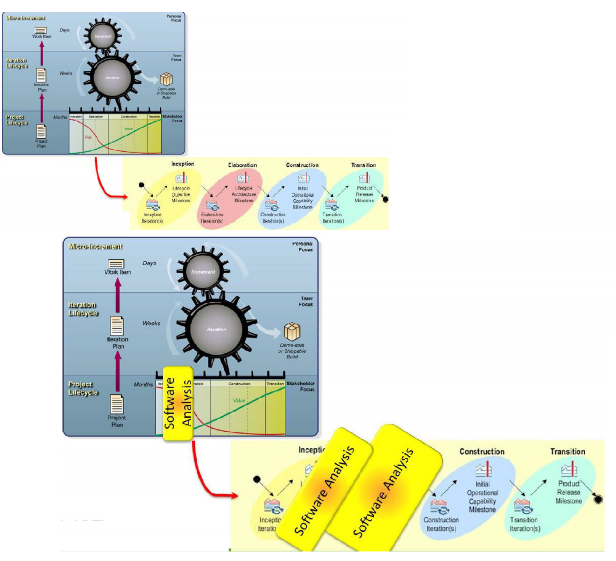 Micro-Increment
Personal
Focus
Work Item
Days
Increment
Iteration
Lifecycle
Team
Focus
Weeks
Iteration
Iteration
Plan
Demo-able
or Shippable
Build
Project
Lifecycle
Months
Inception
Elaboration
Construction
Transition
Stakeholder
Focus
Risk
Value
Project
Plan
Inception
Elaboration
Construction
Transition
Lifecycle
Objective
Milestone
Lifecycle
Architecture
Milestone
Initial
Operational
Capability
Milestone
Product
Release
Milestone
Inception
Iteration(s)
Elaboration
Iteration(s)
Construction
Iteration(s)
Transition
Iteration(s)
Micro-Increment
Personal
Focus
Work Item
Days
Increment
Iteration
Lifecycle
Team
Focus
Weeks
Iteration
Iteration
Plan
Demo-able
or Shippable
Build
Project
Lifecycle
Months
Software
Analysis
Construction
Transition
Stakeholder
Focus
Value
Project
Plan
Incepti
Construction
Transition
Software Analysis
Software Analysis
Initial
Operational
Capability
Milestone
Product
Release
Milestone
Incepti
Iteratio
Construction
Iteration(s)
Transition
Iteration(s)